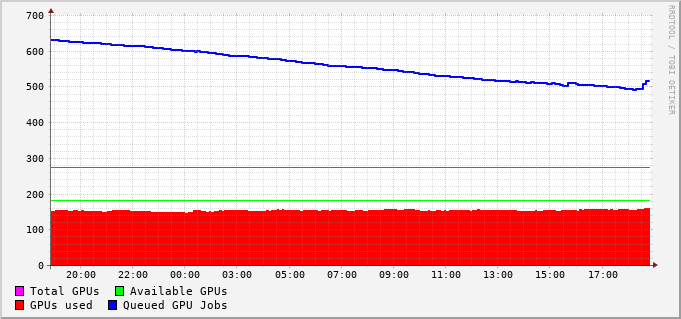 700
600
500
400
300
200
100
0
20:00 22:00 00:00 03:00 05:00 07:00 09:00 11:00 13:00 15:00 17:00
Total GPUs Available GPUs
GPUs used Queued GPU Jobs
RRDTOOL / TOBI OETIKER